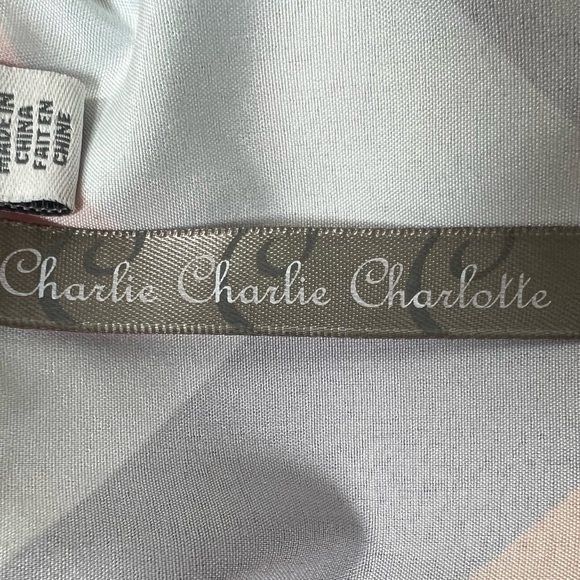 MADE IN
CHINA
FAIT EN
CHINE
Charlie Charlie Charlotte